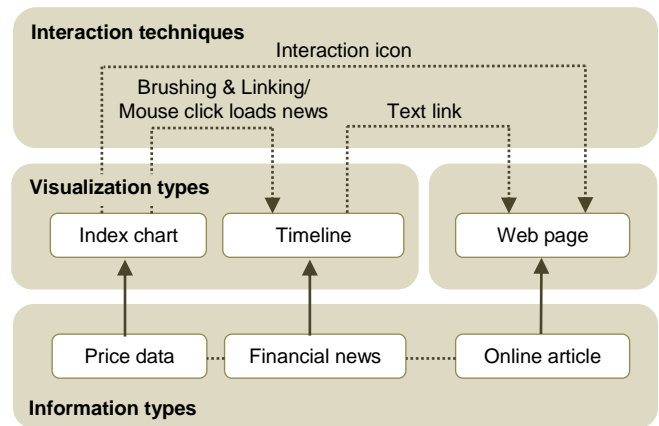 Interaction techniques
Interaction icon
Brushing & Linking/
Mouse click loads news
Text link
Visualization types
Index chart
Timeline
Web page
Price data
Financial news
Online article
Information types